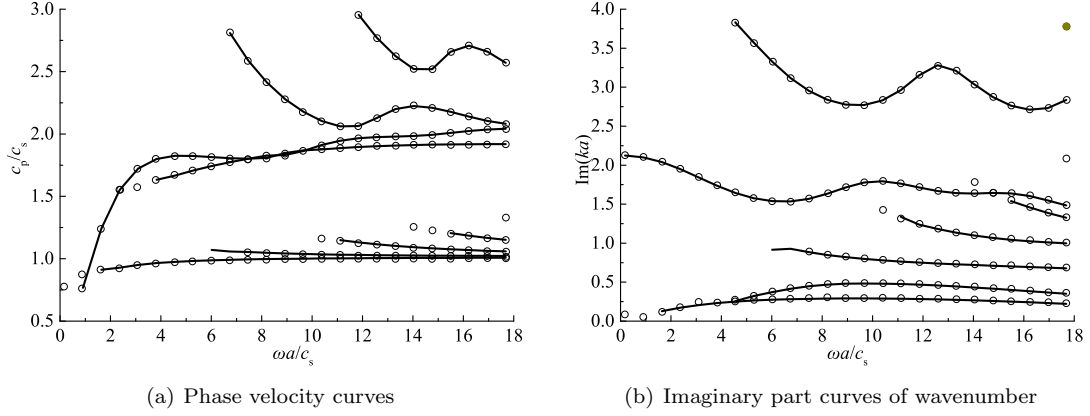 3.0
2.5
2.0
1.5
1.0
0.5
c_p/c_s
0 2 4 6 8 10 12 14 16 18
ωa/c_s
(a) Phase velocity curves
4.0
3.5
3.0
2.5
2.0
1.5
1.0
0.5
0.0
Im(ka)
0 2 4 6 8 10 12 14 16 18
ωa/c_s
(b) Imaginary part curves of wavenumber